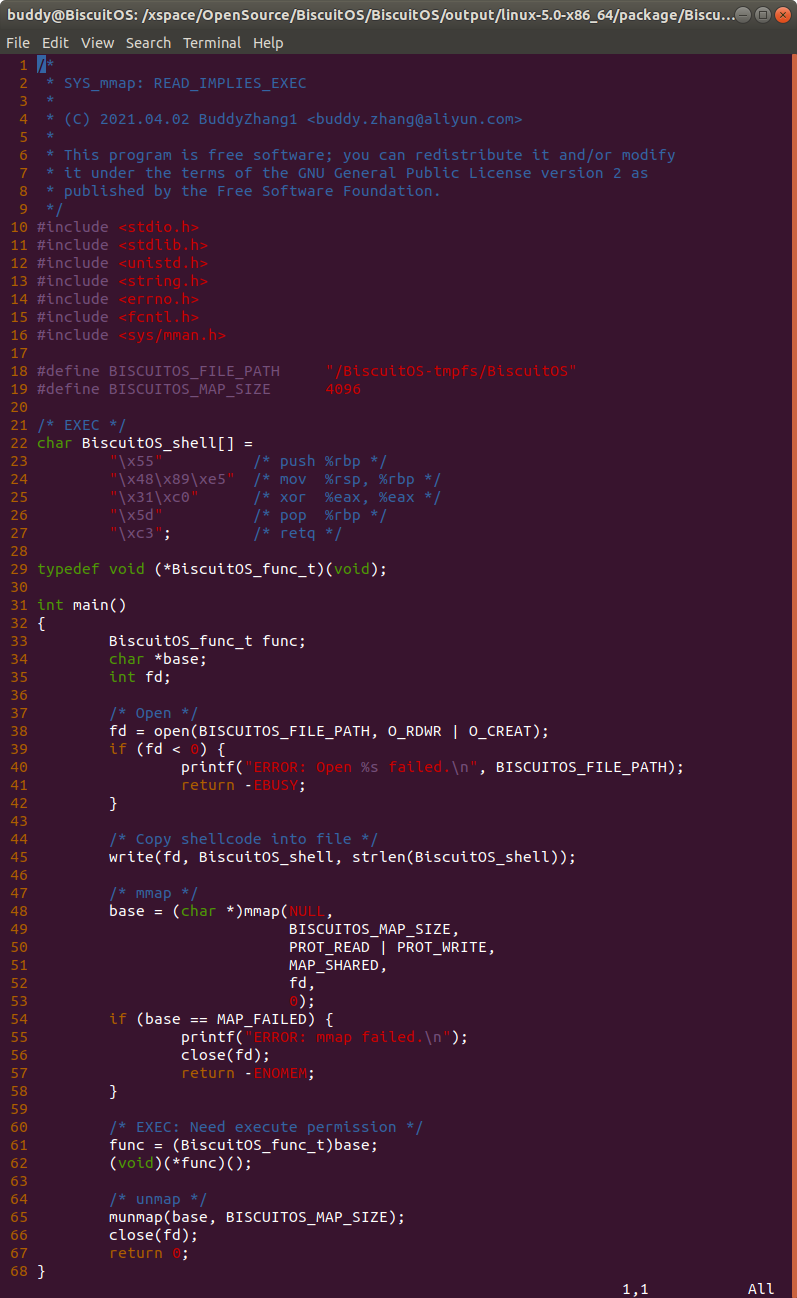 buddy@BiscuitOS: /xspace/OpenSource/BiscuitOS/BiscuitOS/output/linux-5.0-x86_64/package/Biscu...
File Edit View Search Terminal Help
1 /*
2  * SYS_mmap: READ_IMPLIES_EXEC
3  *
4  * (C) 2021.04.02 BuddyZhang1 <buddy.zhang@aliyun.com>
5  *
6  * This program is free software; you can redistribute it and/or modify
7  * it under the terms of the GNU General Public License version 2 as
8  * published by the Free Software Foundation.
9  */
10 #include <stdio.h>
11 #include <stdlib.h>
12 #include <unistd.h>
13 #include <string.h>
14 #include <errno.h>
15 #include <fcntl.h>
16 #include <sys/mman.h>
17
18 #define BISCUITOS_FILE_PATH     "/BiscuitOS-tmpfs/BiscuitOS"
19 #define BISCUITOS_MAP_SIZE      4096
20
21 /* EXEC */
22 char BiscuitOS_shell[] =
23         "\x55"          /* push %rbp */
24         "\x48\x89\xe5"  /* mov  %rsp, %rbp */
25         "\x31\xc0"      /* xor  %eax, %eax */
26         "\x5d"          /* pop  %rbp */
27         "\xc3";         /* retq */
28
29 typedef void (*BiscuitOS_func_t)(void);
30
31 int main()
32 {
33         BiscuitOS_func_t func;
34         char *base;
35         int fd;
36
37         /* Open */
38         fd = open(BISCUITOS_FILE_PATH, O_RDWR | O_CREAT);
39         if (fd < 0) {
40                 printf("ERROR: Open %s failed.\n", BISCUITOS_FILE_PATH);
41                 return -EBUSY;
42         }
43
44         /* Copy shellcode into file */
45         write(fd, BiscuitOS_shell, strlen(BiscuitOS_shell));
46
47         /* mmap */
48         base = (char *)mmap(NULL,
49                             BISCUITOS_MAP_SIZE,
50                             PROT_READ | PROT_WRITE,
51                             MAP_SHARED,
52                             fd,
53                             0);
54         if (base == MAP_FAILED) {
55                 printf("ERROR: mmap failed.\n");
56                 close(fd);
57                 return -ENOMEM;
58         }
59
60         /* EXEC: Need execute permission */
61         func = (BiscuitOS_func_t)base;
62         (void)(*func)();
63
64         /* unmap */
65         munmap(base, BISCUITOS_MAP_SIZE);
66         close(fd);
67         return 0;
68 }
1,1 All